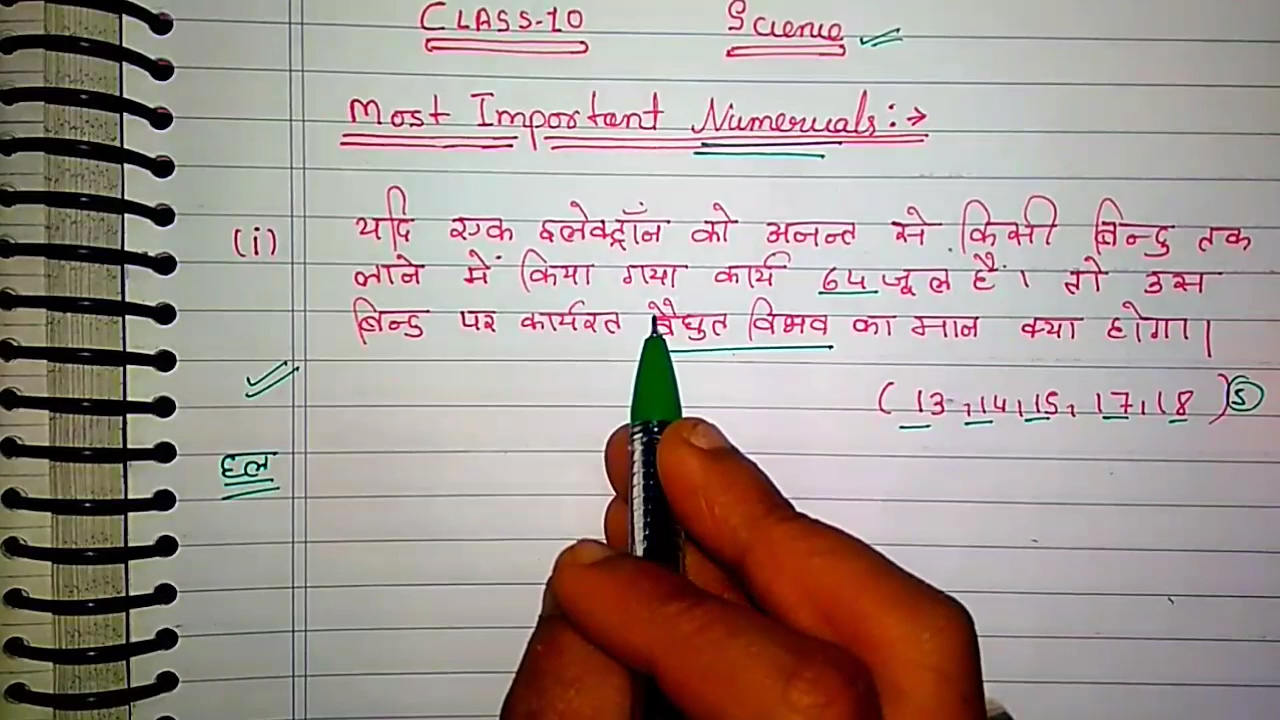 CLASS-10 Science
Most Important Numericals:→
(i) यदि एक इलेक्ट्रॉन को अनन्त से किसी बिन्दु तक
लाने में किया गया कार्य 64 जूल है। तो उस
बिन्दु पर कार्यरत वैधुत विभव का मान क्या होगा।
(13, 14, 15, 17, 18) 5
हल